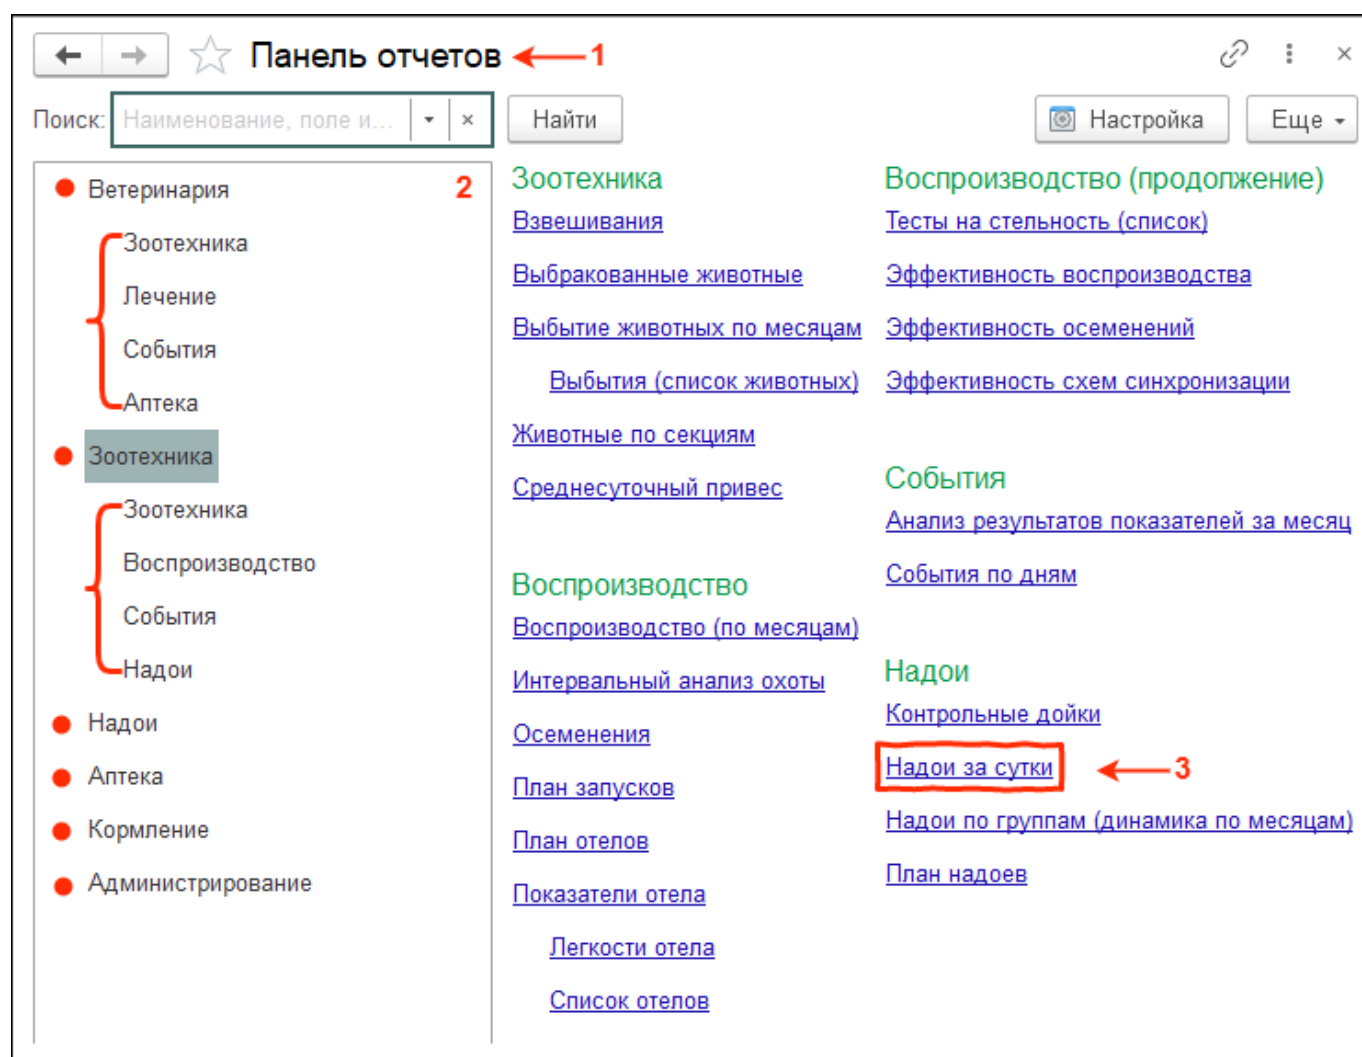 Панель отчетов 1
Поиск: Наименование, поле и... Найти Настройка Еще
Ветеринария 2
Зоотехника
Лечение
События
Аптека
Зоотехника
Зоотехника
Воспроизводство
События
Надои
Надои
Аптека
Кормление
Администрирование
Зоотехника
Взвешивания
Выбракованные животные
Выбытие животных по месяцам
Выбытия (список животных)
Животные по секциям
Среднесуточный привес
Воспроизводство
Воспроизводство (по месяцам)
Интервальный анализ охоты
Осеменения
План запусков
План отелов
Показатели отела
Легкости отела
Список отелов
Воспроизводство (продолжение)
Тесты на стельность (список)
Эффективность воспроизводства
Эффективность осеменений
Эффективность схем синхронизации
События
Анализ результатов показателей за месяц
События по дням
Надои
Контрольные дойки
Надои за сутки 3
Надои по группам (динамика по месяцам)
План надоев